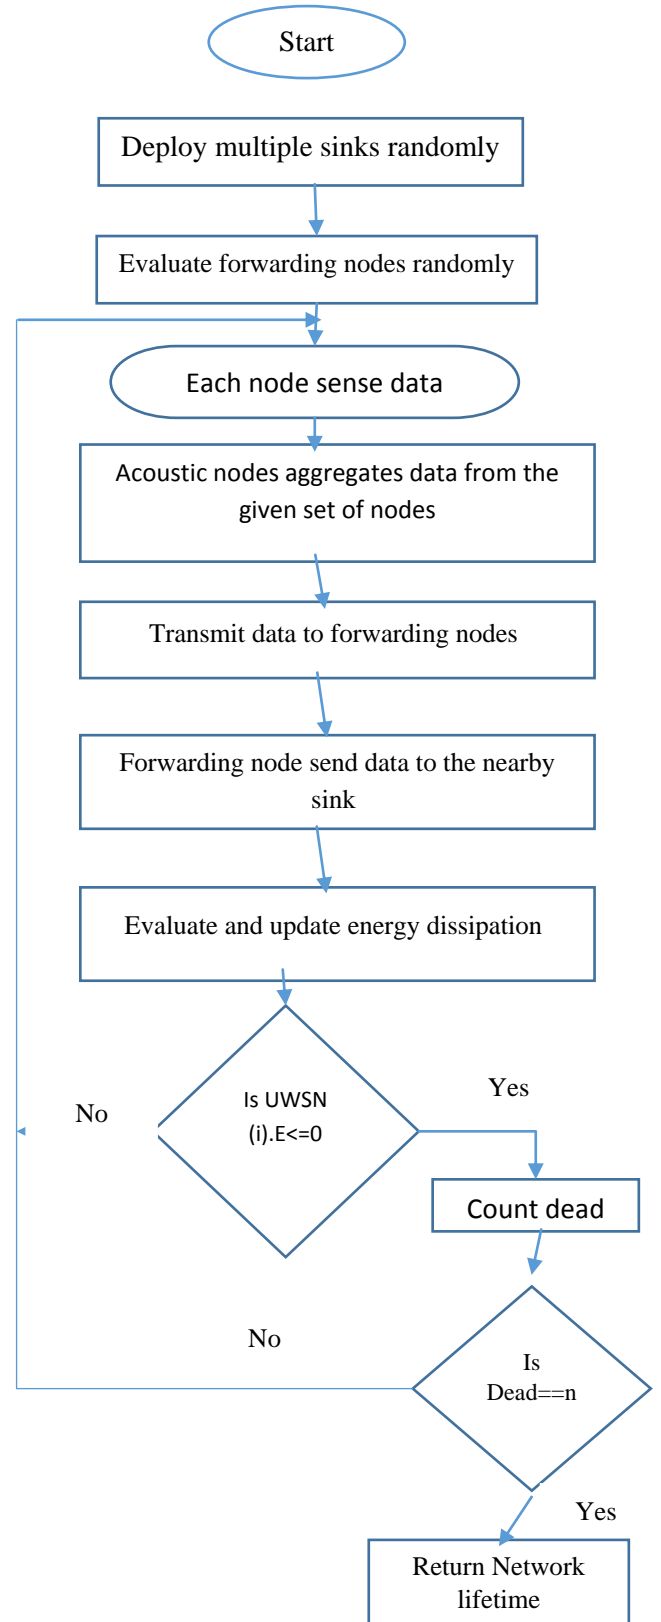 Start
Deploy multiple sinks randomly
Evaluate forwarding nodes randomly
Each node sense data
Acoustic nodes aggregates data from the
given set of nodes
Transmit data to forwarding nodes
Forwarding node send data to the nearby
sink
Evaluate and update energy dissipation
Is UWSN
(i).E<=0
Yes
No
Count dead
No
Is
Dead==n
Yes
Return Network
lifetime